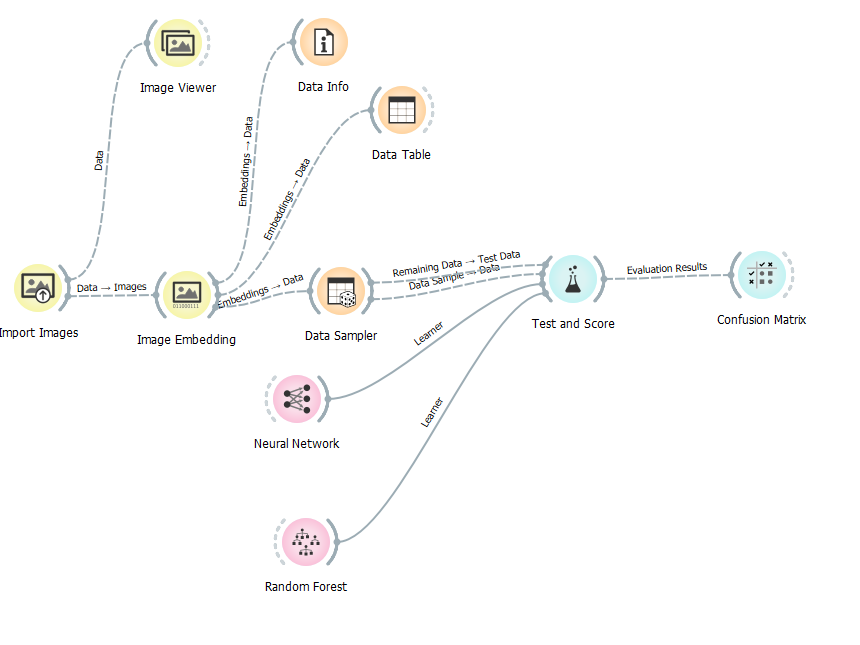 Image Viewer
Data Info
Data
Embeddings → Data
Data Table
Embeddings → Data
Import Images
Data → Images
Image Embedding
011000111
Embeddings → Data
Data Sampler
Remaining Data → Test Data
Data Sample → Data
Test and Score
Evaluation Results
Confusion Matrix
Learner
Neural Network
Learner
Random Forest